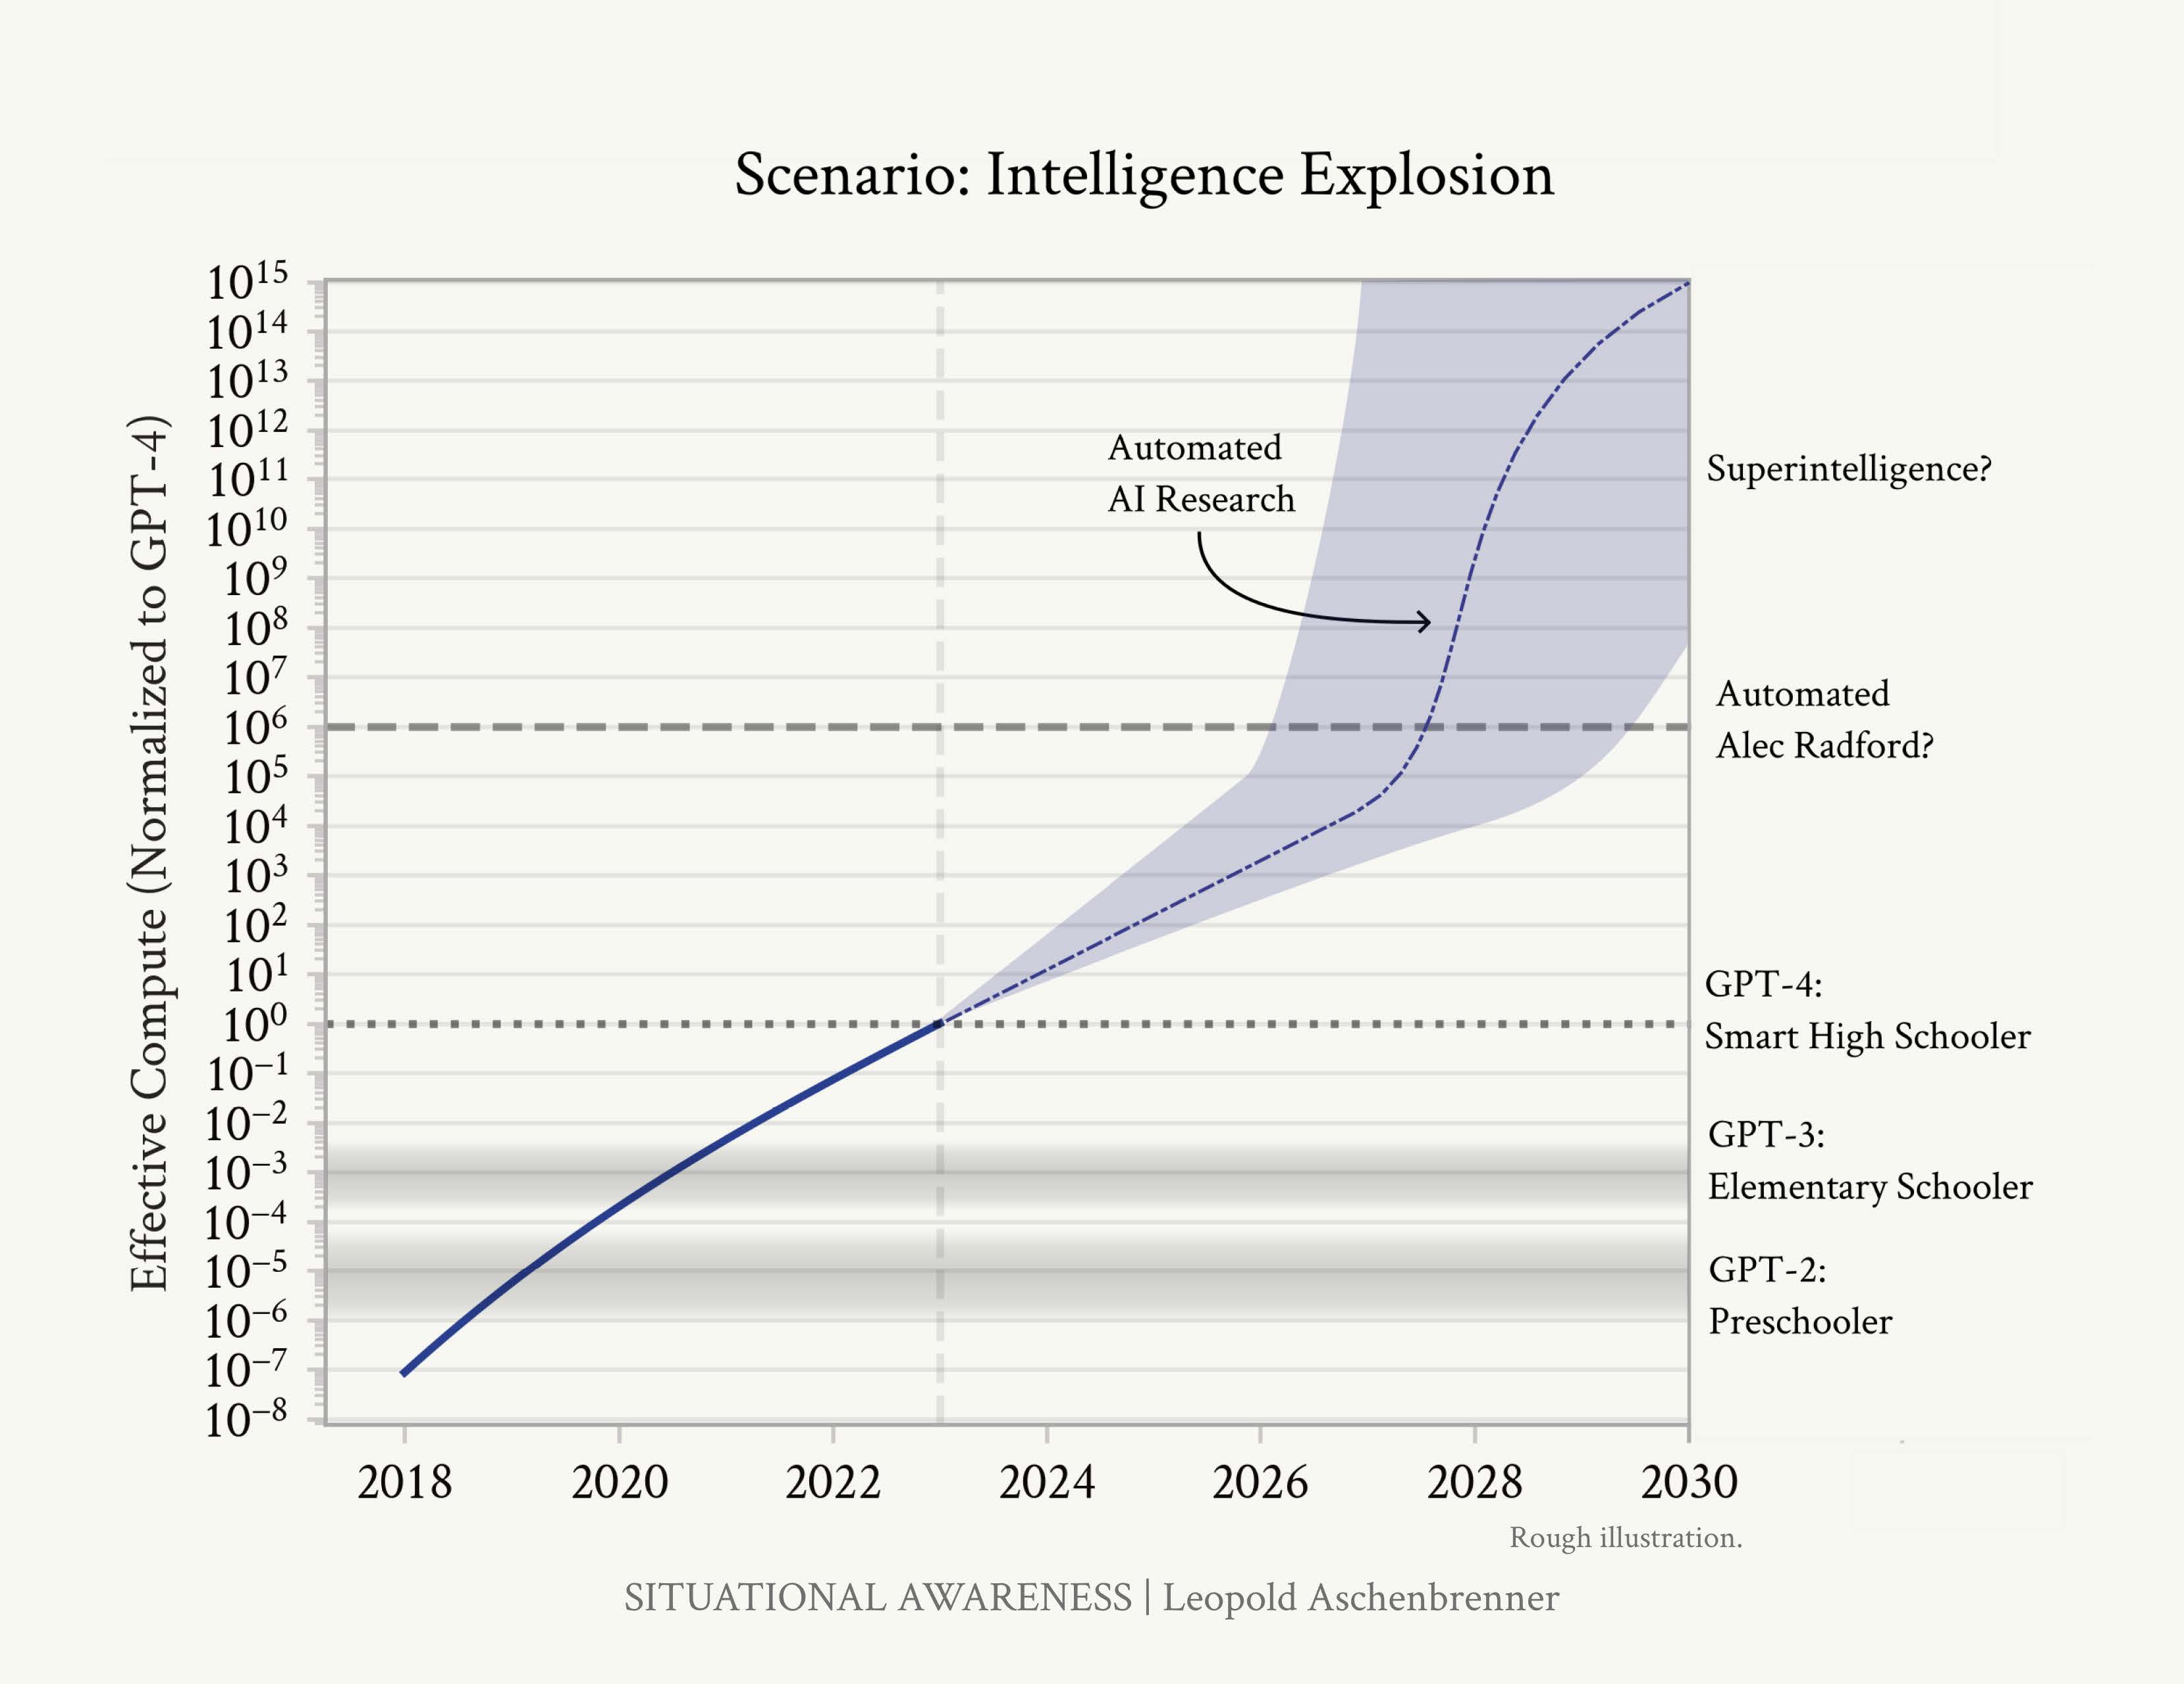 Scenario: Intelligence Explosion
Effective Compute (Normalized to GPT-4)
10¹⁵
10¹⁴
10¹³
10¹²
10¹¹
10¹⁰
10⁹
10⁸
10⁷
10⁶
10⁵
10⁴
10³
10²
10¹
10⁰
10⁻¹
10⁻²
10⁻³
10⁻⁴
10⁻⁵
10⁻⁶
10⁻⁷
10⁻⁸
Automated
AI Research
Superintelligence?
Automated
Alec Radford?
GPT-4:
Smart High Schooler
GPT-3:
Elementary Schooler
GPT-2:
Preschooler
2018 2020 2022 2024 2026 2028 2030
Rough illustration.
SITUATIONAL AWARENESS | Leopold Aschenbrenner